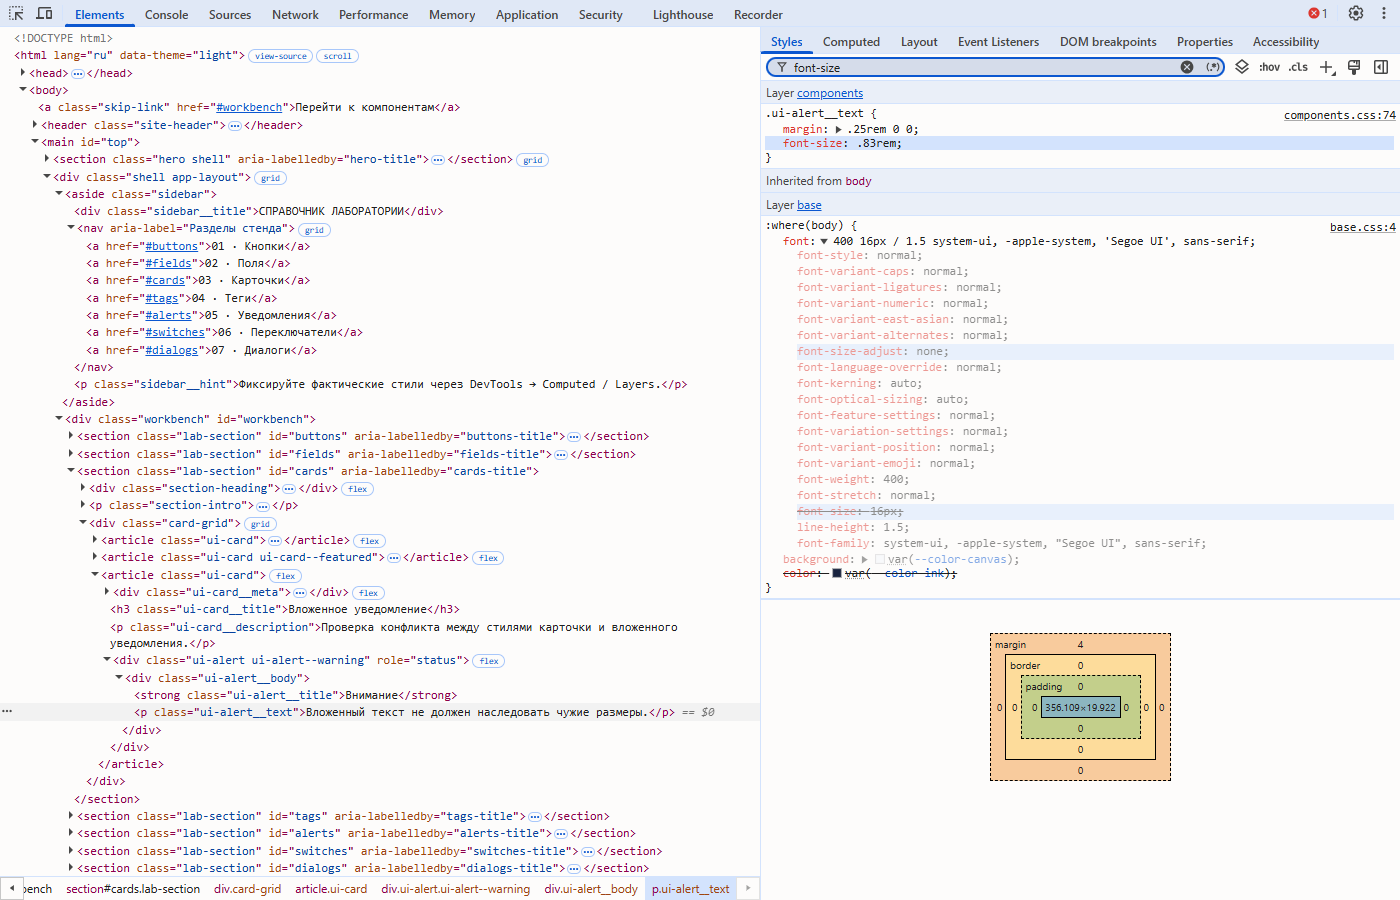 Elements Console Sources Network Performance Memory Application Security Lighthouse Recorder 1
<!DOCTYPE html>
<html lang="ru" data-theme="light"> view-source scroll
<head> ⋯ </head>
<body>
<a class="skip-link" href="#workbench">Перейти к компонентам</a>
<header class="site-header"> ⋯ </header>
<main id="top">
<section class="hero shell" aria-labelledby="hero-title"> ⋯ </section> grid
<div class="shell app-layout"> grid
<aside class="sidebar">
<div class="sidebar__title">СПРАВОЧНИК ЛАБОРАТОРИИ</div>
<nav aria-label="Разделы стенда"> grid
<a href="#buttons">01 · Кнопки</a>
<a href="#fields">02 · Поля</a>
<a href="#cards">03 · Карточки</a>
<a href="#tags">04 · Теги</a>
<a href="#alerts">05 · Уведомления</a>
<a href="#switches">06 · Переключатели</a>
<a href="#dialogs">07 · Диалоги</a>
</nav>
<p class="sidebar__hint">Фиксируйте фактические стили через DevTools → Computed / Layers.</p>
</aside>
<div class="workbench" id="workbench">
<section class="lab-section" id="buttons" aria-labelledby="buttons-title"> ⋯ </section>
<section class="lab-section" id="fields" aria-labelledby="fields-title"> ⋯ </section>
<section class="lab-section" id="cards" aria-labelledby="cards-title">
<div class="section-heading"> ⋯ </div> flex
<p class="section-intro"> ⋯ </p>
<div class="card-grid"> grid
<article class="ui-card"> ⋯ </article> flex
<article class="ui-card ui-card--featured"> ⋯ </article> flex
<article class="ui-card"> flex
<div class="ui-card__meta"> ⋯ </div> flex
<h3 class="ui-card__title">Вложенное уведомление</h3>
<p class="ui-card__description">Проверка конфликта между стилями карточки и вложенного
уведомления.</p>
<div class="ui-alert ui-alert--warning" role="status"> flex
<div class="ui-alert__body">
<strong class="ui-alert__title">Внимание</strong>
<p class="ui-alert__text">Вложенный текст не должен наследовать чужие размеры.</p> == $0
</div>
</div>
</article>
</div>
</section>
<section class="lab-section" id="tags" aria-labelledby="tags-title"> ⋯ </section>
<section class="lab-section" id="alerts" aria-labelledby="alerts-title"> ⋯ </section>
<section class="lab-section" id="switches" aria-labelledby="switches-title"> ⋯ </section>
<section class="lab-section" id="dialogs" aria-labelledby="dialogs-title"> ⋯ </section>
bench section#cards.lab-section div.card-grid article.ui-card div.ui-alert.ui-alert--warning div.ui-alert__body p.ui-alert__text
Styles Computed Layout Event Listeners DOM breakpoints Properties Accessibility
font-size (.*) :hov .cls
Layer components
.ui-alert__text { components.css:74
margin: .25rem 0 0;
font-size: .83rem;
}
Inherited from body
Layer base
:where(body) { base.css:4
font: 400 16px / 1.5 system-ui, -apple-system, 'Segoe UI', sans-serif;
font-style: normal;
font-variant-caps: normal;
font-variant-ligatures: normal;
font-variant-numeric: normal;
font-variant-east-asian: normal;
font-variant-alternates: normal;
font-size-adjust: none;
font-language-override: normal;
font-kerning: auto;
font-optical-sizing: auto;
font-feature-settings: normal;
font-variation-settings: normal;
font-variant-position: normal;
font-variant-emoji: normal;
font-weight: 400;
font-stretch: normal;
font-size: 16px;
line-height: 1.5;
font-family: system-ui, -apple-system, "Segoe UI", sans-serif;
background: var(--color-canvas);
color: var(--color-ink);
}
margin 4
border 0
padding 0
0 0 0 356.109×19.922 0 0 0
0
0
0